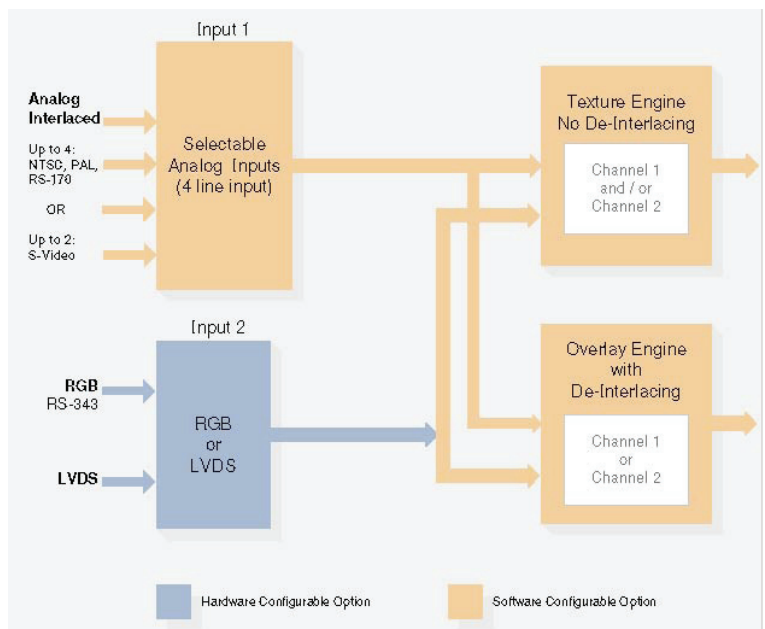 Input 1
Analog
Interlaced
Up to 4:
NTSC, PAL,
RS-170
OR
Up to 2:
S-Video
Selectable
Analog Inputs
(4 line input)
Texture Engine
No De-Interlacing
Channel 1
and / or
Channel 2
Input 2
RGB
RS-343
LVDS
RGB
or
LVDS
Overlay Engine
with
De-Interlacing
Channel 1
or
Channel 2
Hardware Configurable Option
Software Configurable Option